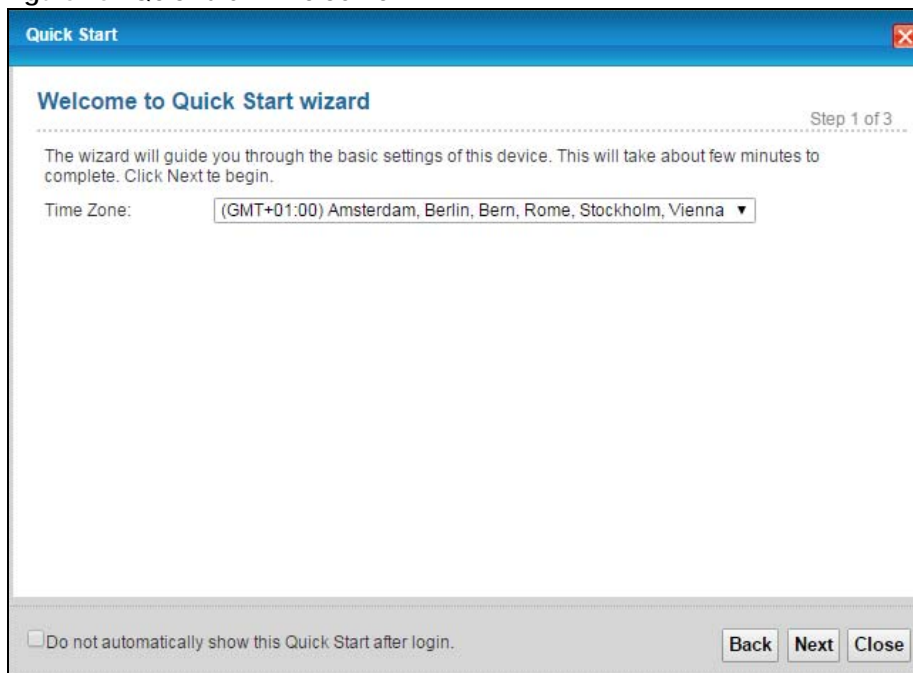 Quick Start
Welcome to Quick Start wizard
Step 1 of 3
The wizard will guide you through the basic settings of this device. This will take about few minutes to
complete. Click Next te begin.
Time Zone: (GMT+01:00) Amsterdam, Berlin, Bern, Rome, Stockholm, Vienna
Do not automatically show this Quick Start after login.
Back Next Close